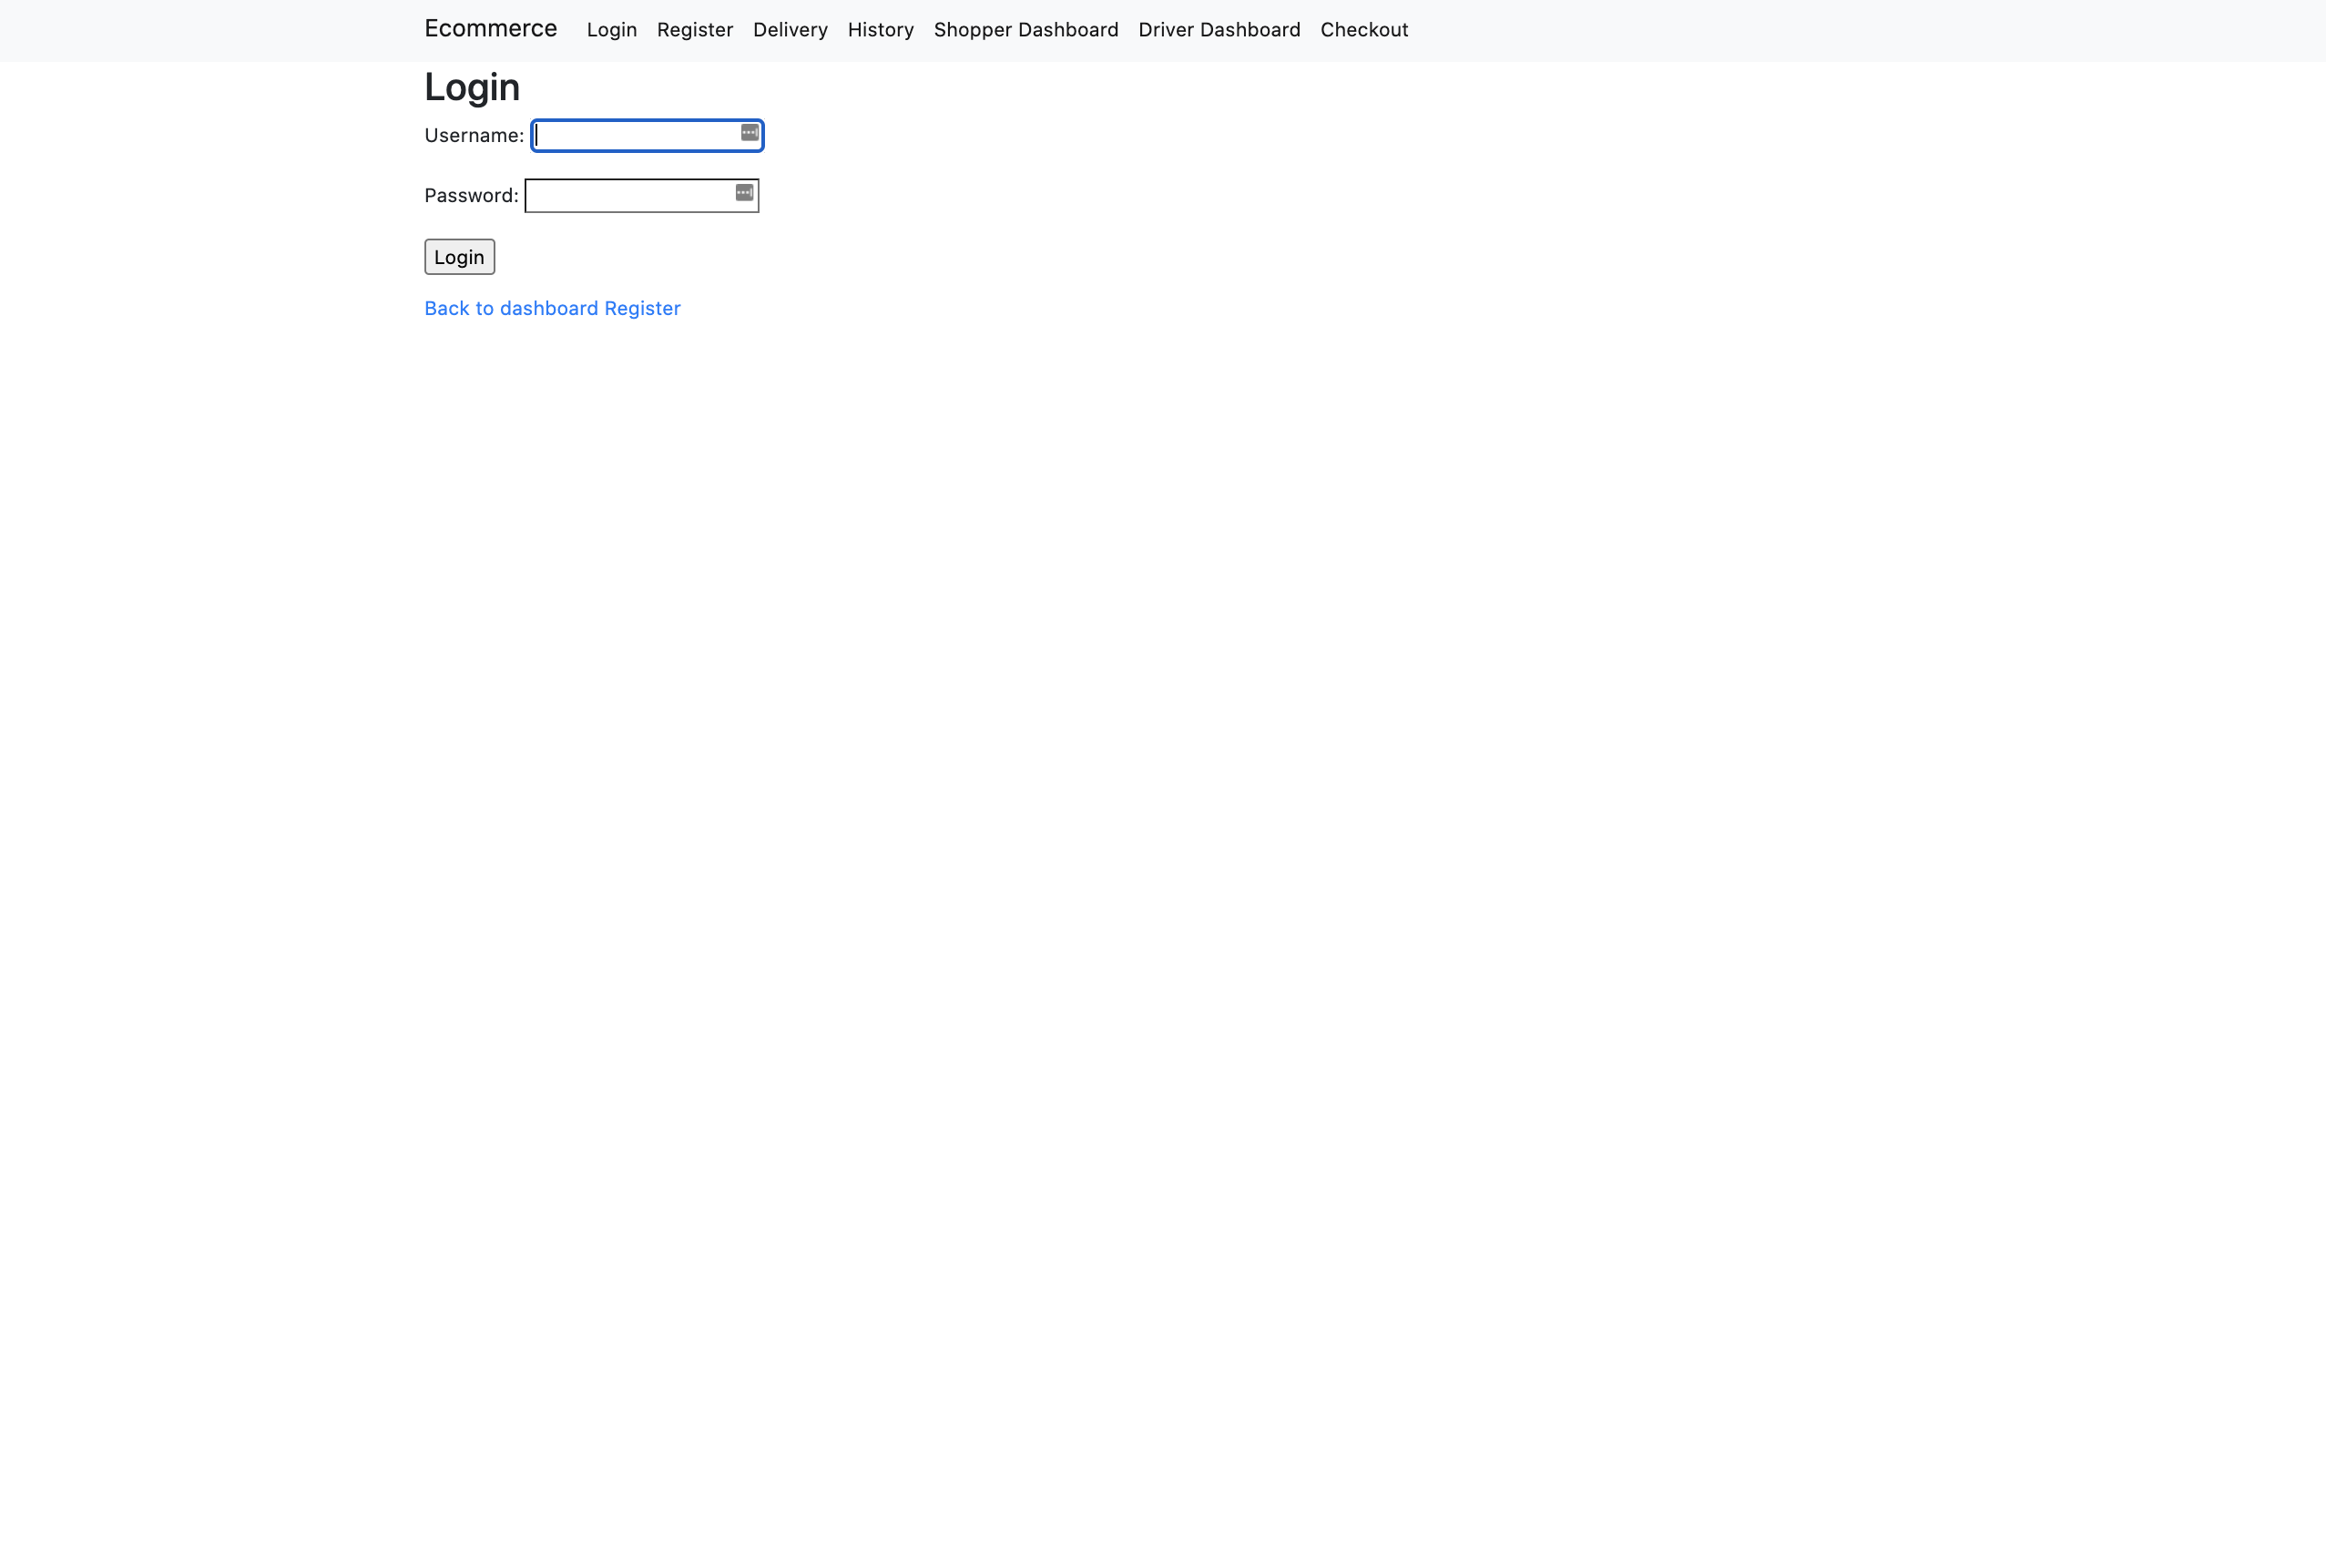 Ecommerce Login Register Delivery History Shopper Dashboard Driver Dashboard Checkout
Login
Username:
Password:
Login
Back to dashboard Register